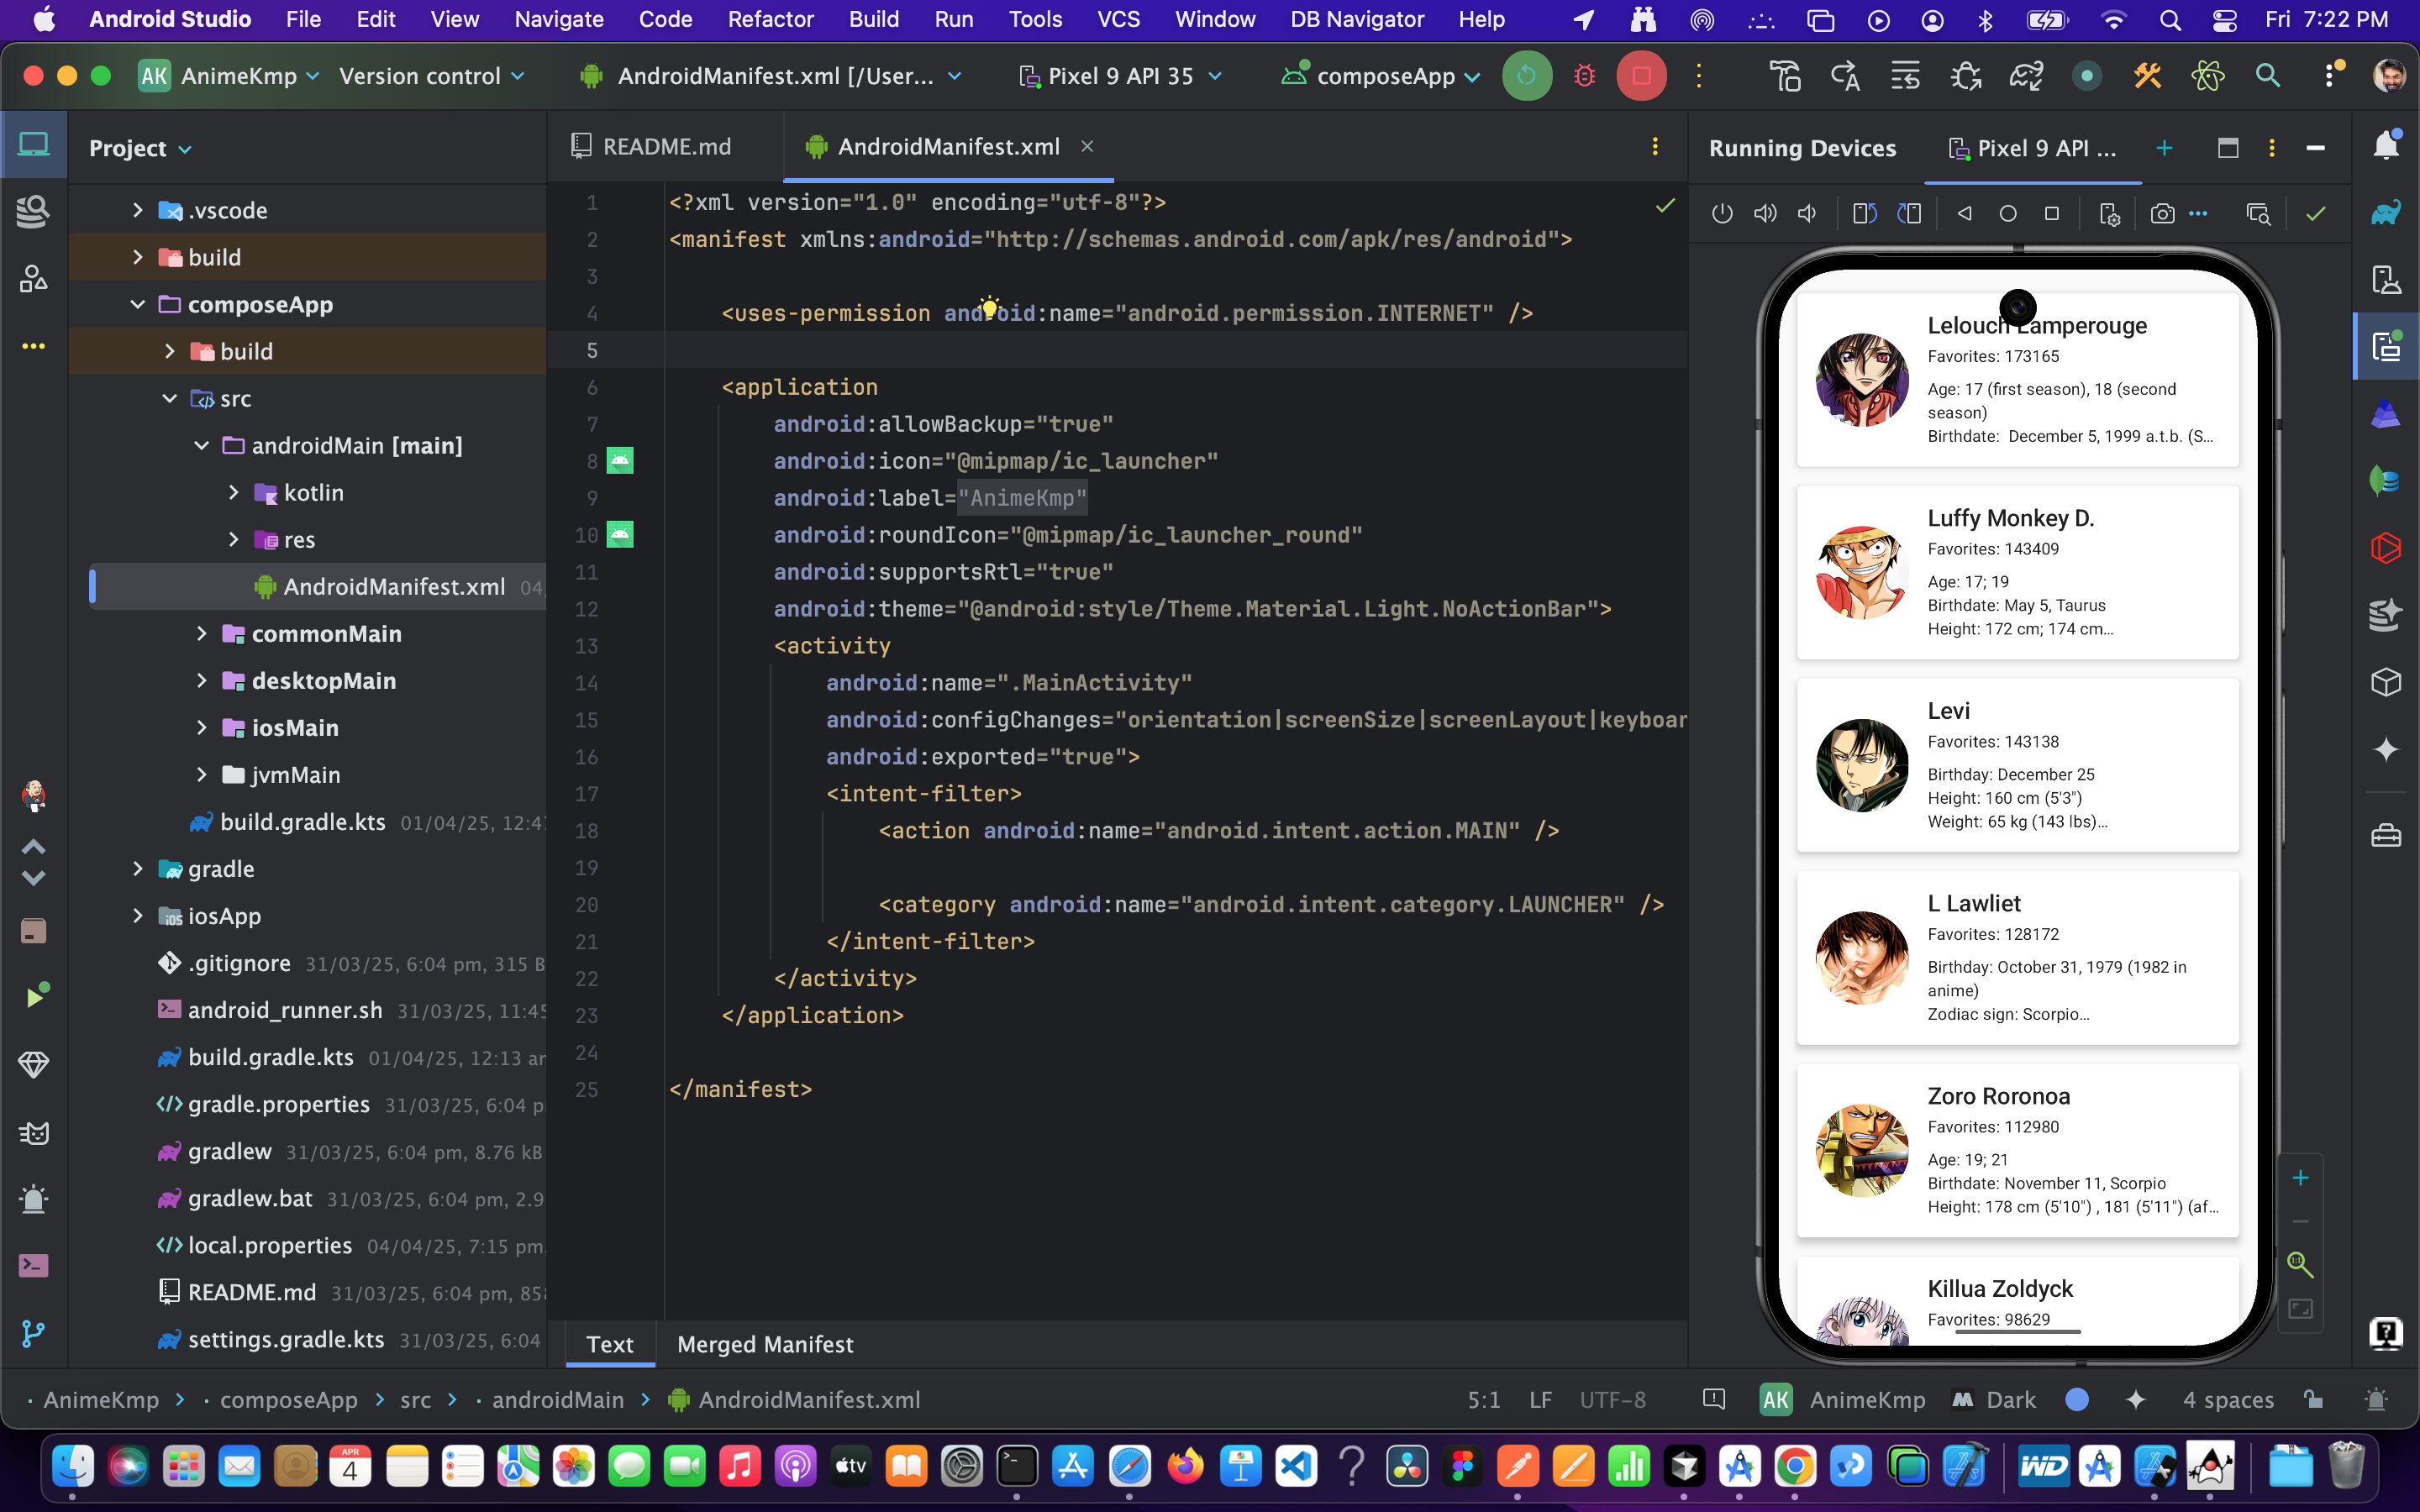 Android Studio File Edit View Navigate Code Refactor Build Run Tools VCS Window DB Navigator Help Fri 7:22 PM
AK AnimeKmp Version control AndroidManifest.xml [/User... Pixel 9 API 35 composeApp
Project
.vscode
build
composeApp
build
src
androidMain [main]
kotlin
res
AndroidManifest.xml 04,
commonMain
desktopMain
iosMain
jvmMain
build.gradle.kts 01/04/25, 12:47
gradle
iosApp
.gitignore 31/03/25, 6:04 pm, 315 B
android_runner.sh 31/03/25, 11:45
build.gradle.kts 01/04/25, 12:13 am
gradle.properties 31/03/25, 6:04 p
gradlew 31/03/25, 6:04 pm, 8.76 kB
gradlew.bat 31/03/25, 6:04 pm, 2.9
local.properties 04/04/25, 7:15 pm,
README.md 31/03/25, 6:04 pm, 858
settings.gradle.kts 31/03/25, 6:04
README.md AndroidManifest.xml
1 <?xml version="1.0" encoding="utf-8"?>
2 <manifest xmlns:android="http://schemas.android.com/apk/res/android">
3
4 <uses-permission android:name="android.permission.INTERNET" />
5
6 <application
7 android:allowBackup="true"
8 android:icon="@mipmap/ic_launcher"
9 android:label="AnimeKmp"
10 android:roundIcon="@mipmap/ic_launcher_round"
11 android:supportsRtl="true"
12 android:theme="@android:style/Theme.Material.Light.NoActionBar">
13 <activity
14 android:name=".MainActivity"
15 android:configChanges="orientation|screenSize|screenLayout|keyboar
16 android:exported="true">
17 <intent-filter>
18 <action android:name="android.intent.action.MAIN" />
19
20 <category android:name="android.intent.category.LAUNCHER" />
21 </intent-filter>
22 </activity>
23 </application>
24
25 </manifest>
Text Merged Manifest
Running Devices Pixel 9 API ...
Lelouch Lamperouge
Favorites: 173165
Age: 17 (first season), 18 (second
season)
Birthdate: December 5, 1999 a.t.b. (S...
Luffy Monkey D.
Favorites: 143409
Age: 17; 19
Birthdate: May 5, Taurus
Height: 172 cm; 174 cm...
Levi
Favorites: 143138
Birthday: December 25
Height: 160 cm (5'3")
Weight: 65 kg (143 lbs)...
L Lawliet
Favorites: 128172
Birthday: October 31, 1979 (1982 in
anime)
Zodiac sign: Scorpio...
Zoro Roronoa
Favorites: 112980
Age: 19; 21
Birthdate: November 11, Scorpio
Height: 178 cm (5'10") , 181 (5'11") (af...
Killua Zoldyck
Favorites: 98629
1:1
AnimeKmp composeApp src androidMain AndroidManifest.xml 5:1 LF UTF-8 AK AnimeKmp Dark 4 spaces
APR
4
tv
WD